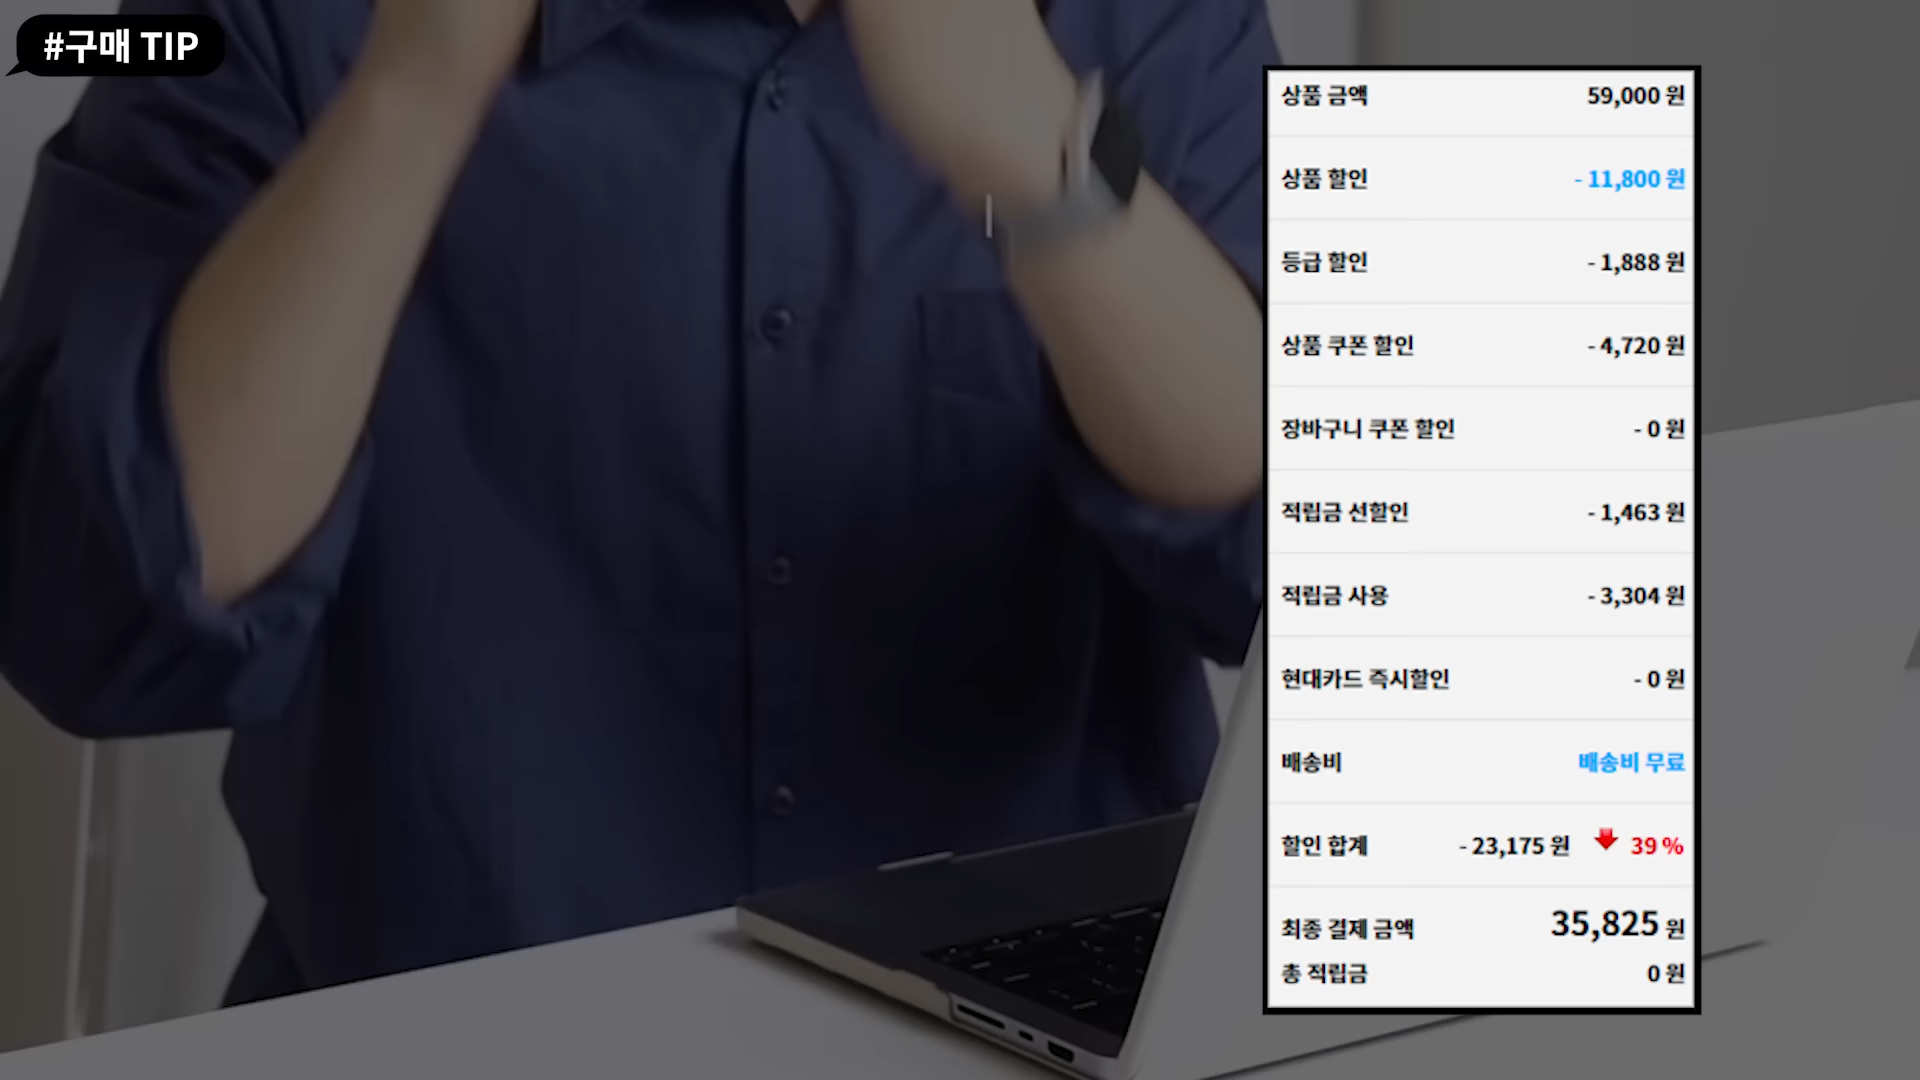 #구매 TIP
상품 금액 59,000 원
상품 할인 - 11,800 원
등급 할인 - 1,888 원
상품 쿠폰 할인 - 4,720 원
장바구니 쿠폰 할인 - 0 원
적립금 선할인 - 1,463 원
적립금 사용 - 3,304 원
현대카드 즉시할인 - 0 원
배송비 배송비 무료
할인 합계 - 23,175 원 39 %
최종 결제 금액 35,825 원
총 적립금 0 원